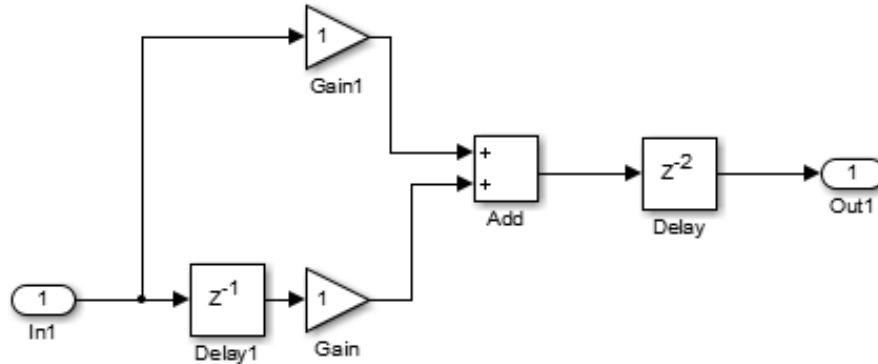 1
Gain1
+
+
Add
z-2
Delay
1
Out1
1
In1
z-1
Delay1
1
Gain